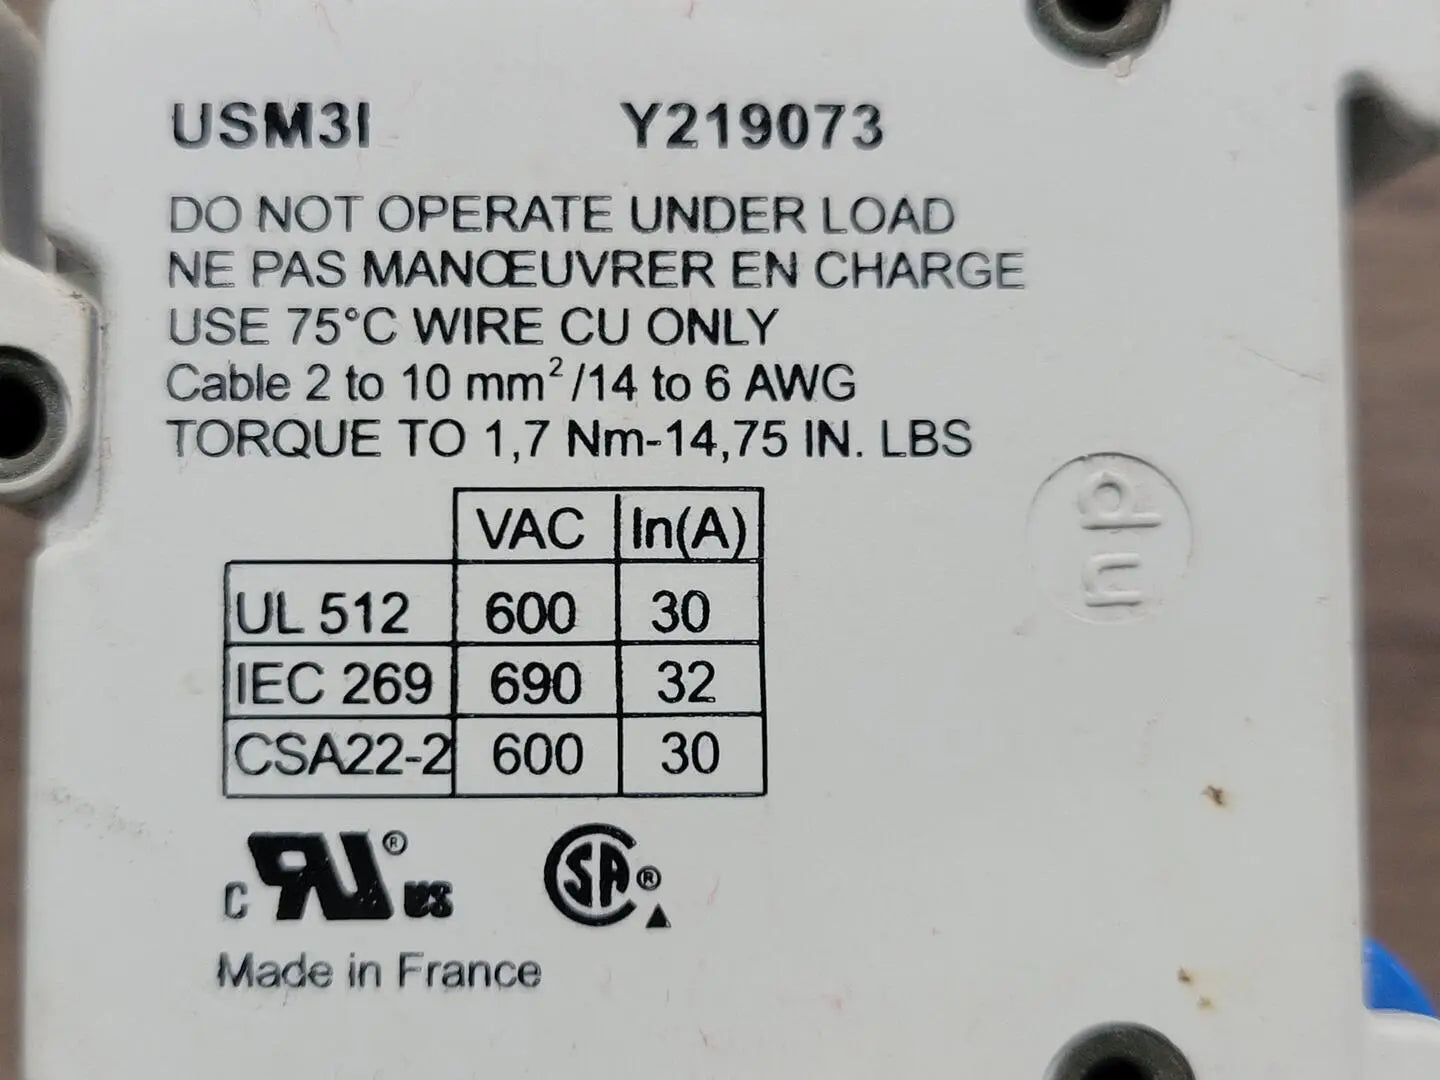 USM3I Y219073
DO NOT OPERATE UNDER LOAD
NE PAS MANŒUVRER EN CHARGE
USE 75°C WIRE CU ONLY
Cable 2 to 10 mm²/14 to 6 AWG
TORQUE TO 1,7 Nm-14,75 IN. LBS
VAC In(A)
UL 512 600 30
IEC 269 690 32
CSA22-2 600 30
C RU® US SA®
Made in France